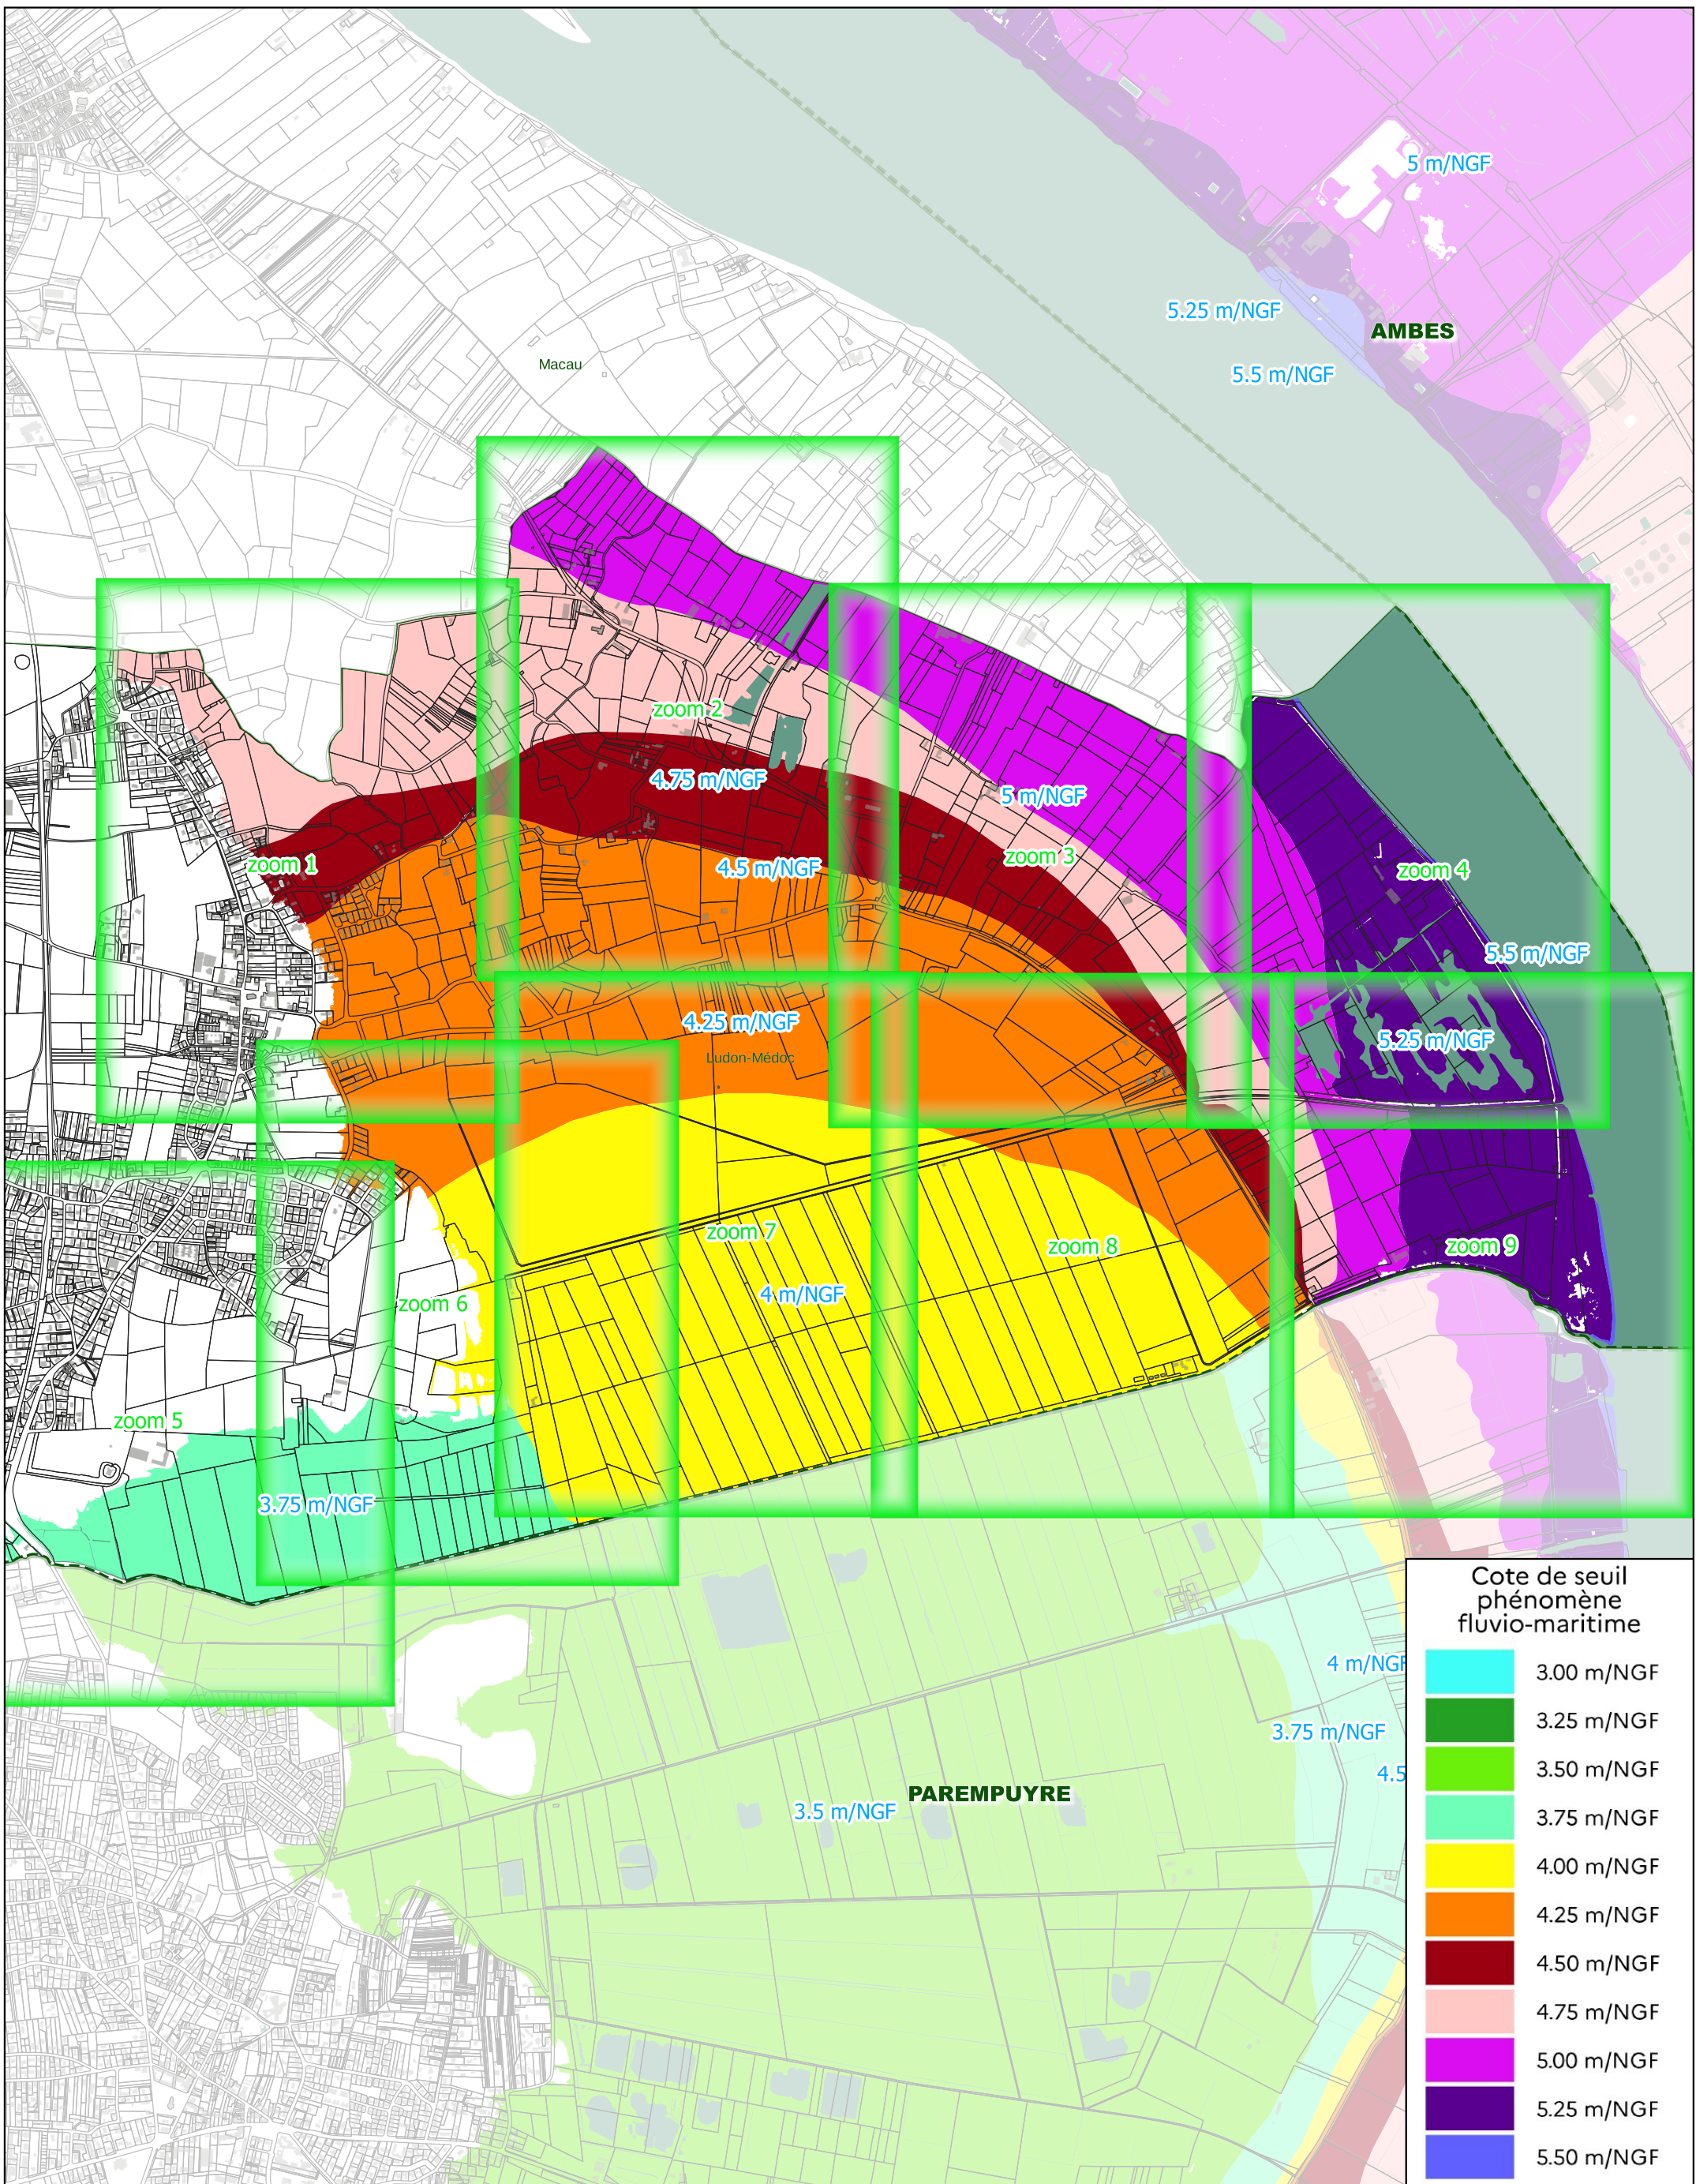 5 m/NGF
5.25 m/NGF
AMBES
Macau
5.5 m/NGF
zoom 2
4.75 m/NGF
5 m/NGF
zoom 3
zoom 1
4.5 m/NGF
zoom 4
5.5 m/NGF
4.25 m/NGF
5.25 m/NGF
Ludon-Médoc
zoom 7
zoom 8
zoom 9
4 m/NGF
zoom 6
zoom 5
3.75 m/NGF
4 m/NGF
3.75 m/NGF
4.5
PAREMPUYRE
3.5 m/NGF
Cote de seuil
phénomène
fluvio-maritime
3.00 m/NGF
3.25 m/NGF
3.50 m/NGF
3.75 m/NGF
4.00 m/NGF
4.25 m/NGF
4.50 m/NGF
4.75 m/NGF
5.00 m/NGF
5.25 m/NGF
5.50 m/NGF